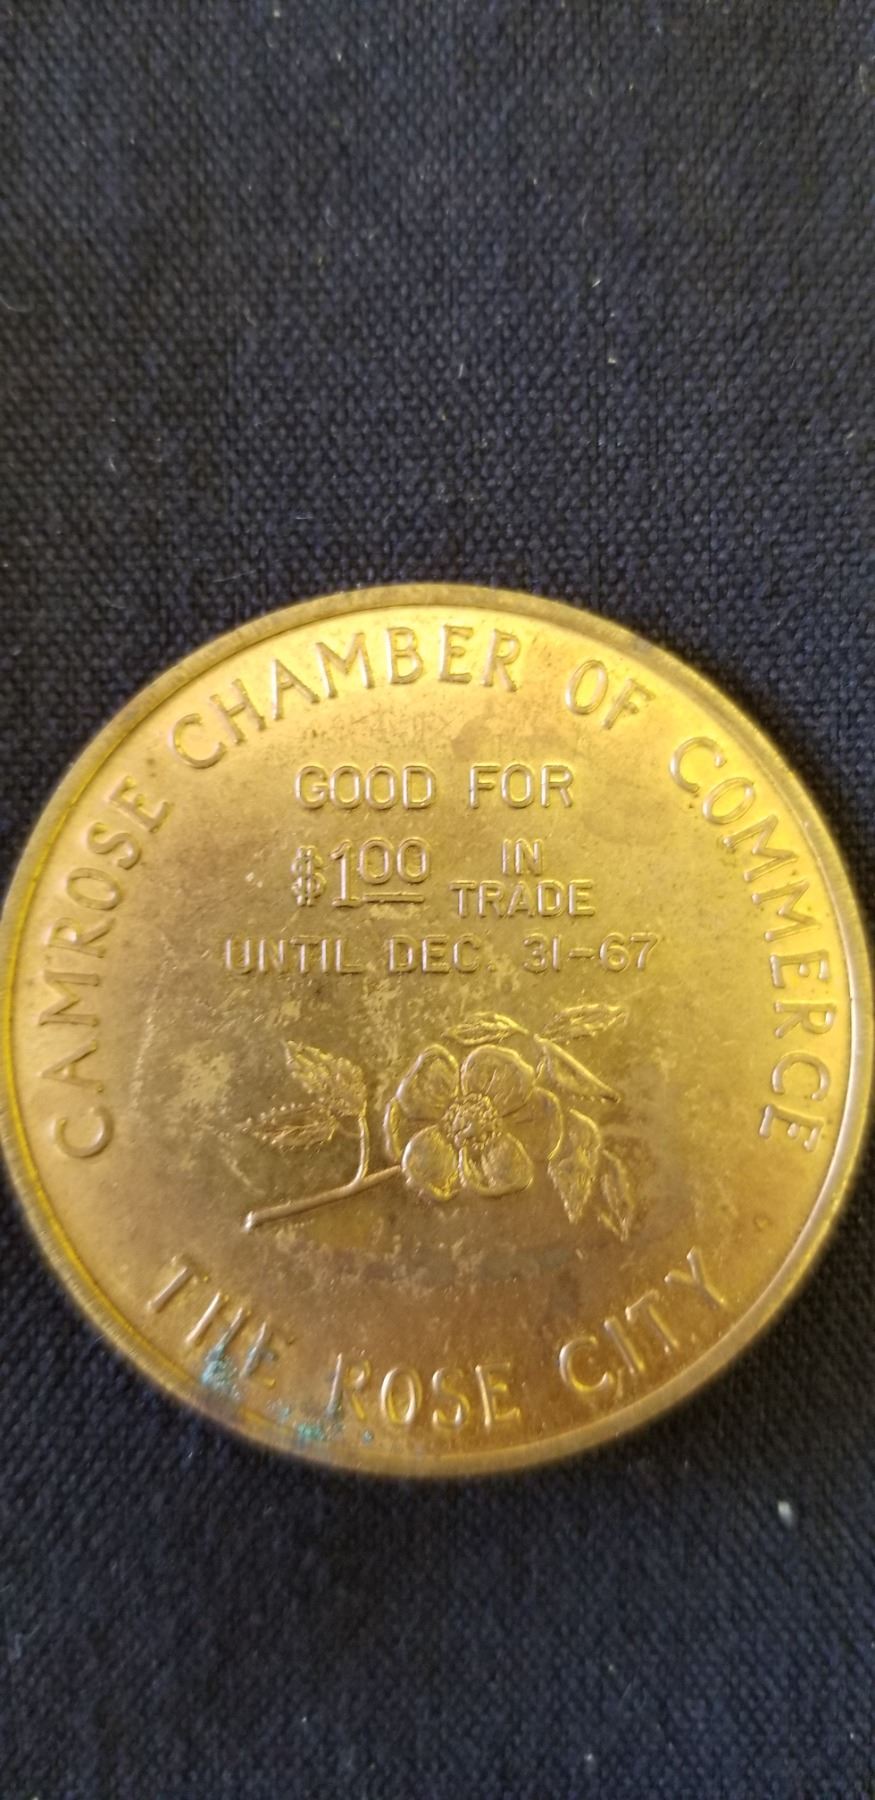 CAMROSE CHAMBER OF COMMERCE
GOOD FOR
$1.00 IN TRADE
UNTIL DEC. 31-67
THE ROSE CITY